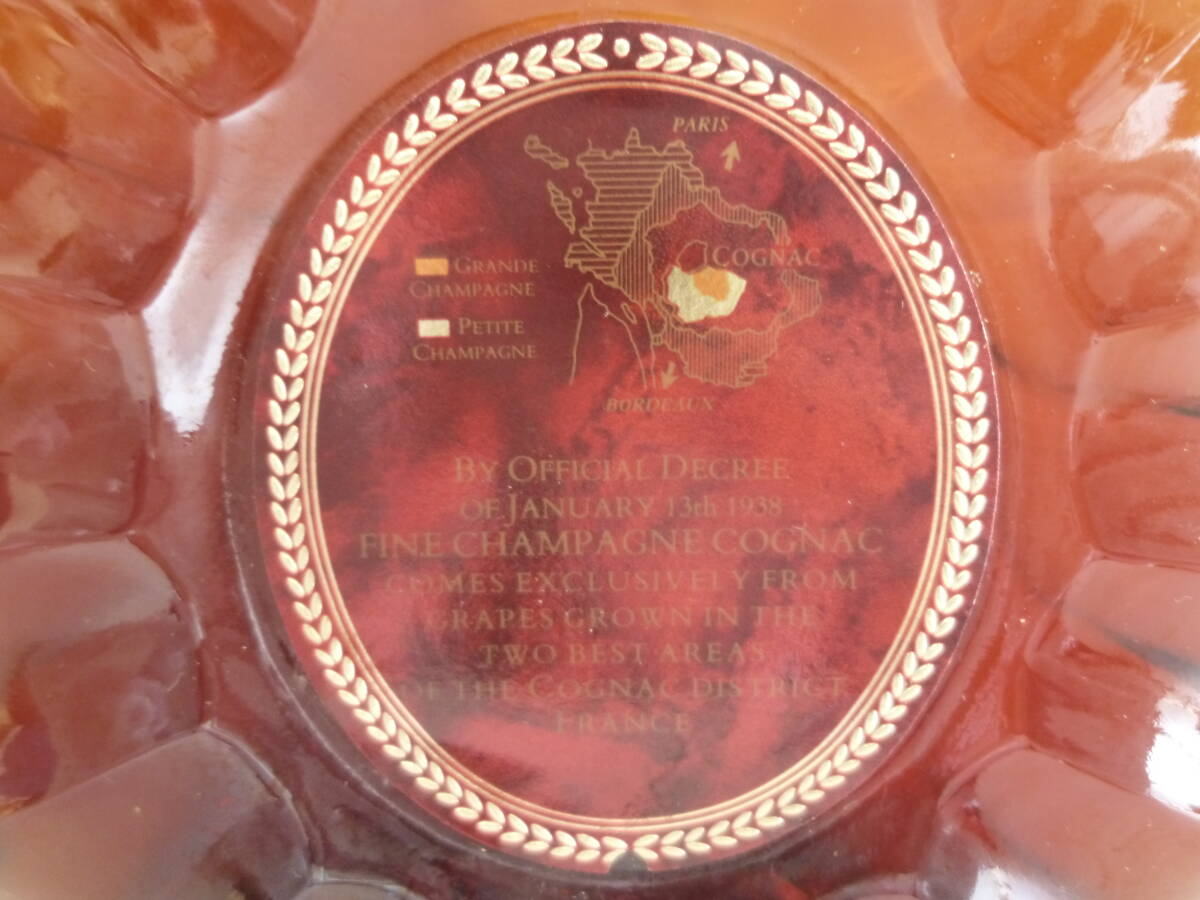 PARIS
COGNAC
GRANDE
CHAMPAGNE
PETITE
CHAMPAGNE
BORDEAUX
BY OFFICIAL DECREE
OF JANUARY 13th 1938
FINE CHAMPAGNE COGNAC
COMES EXCLUSIVELY FROM
GRAPES GROWN IN THE
TWO BEST AREAS
OF THE COGNAC DISTRICT
FRANCE